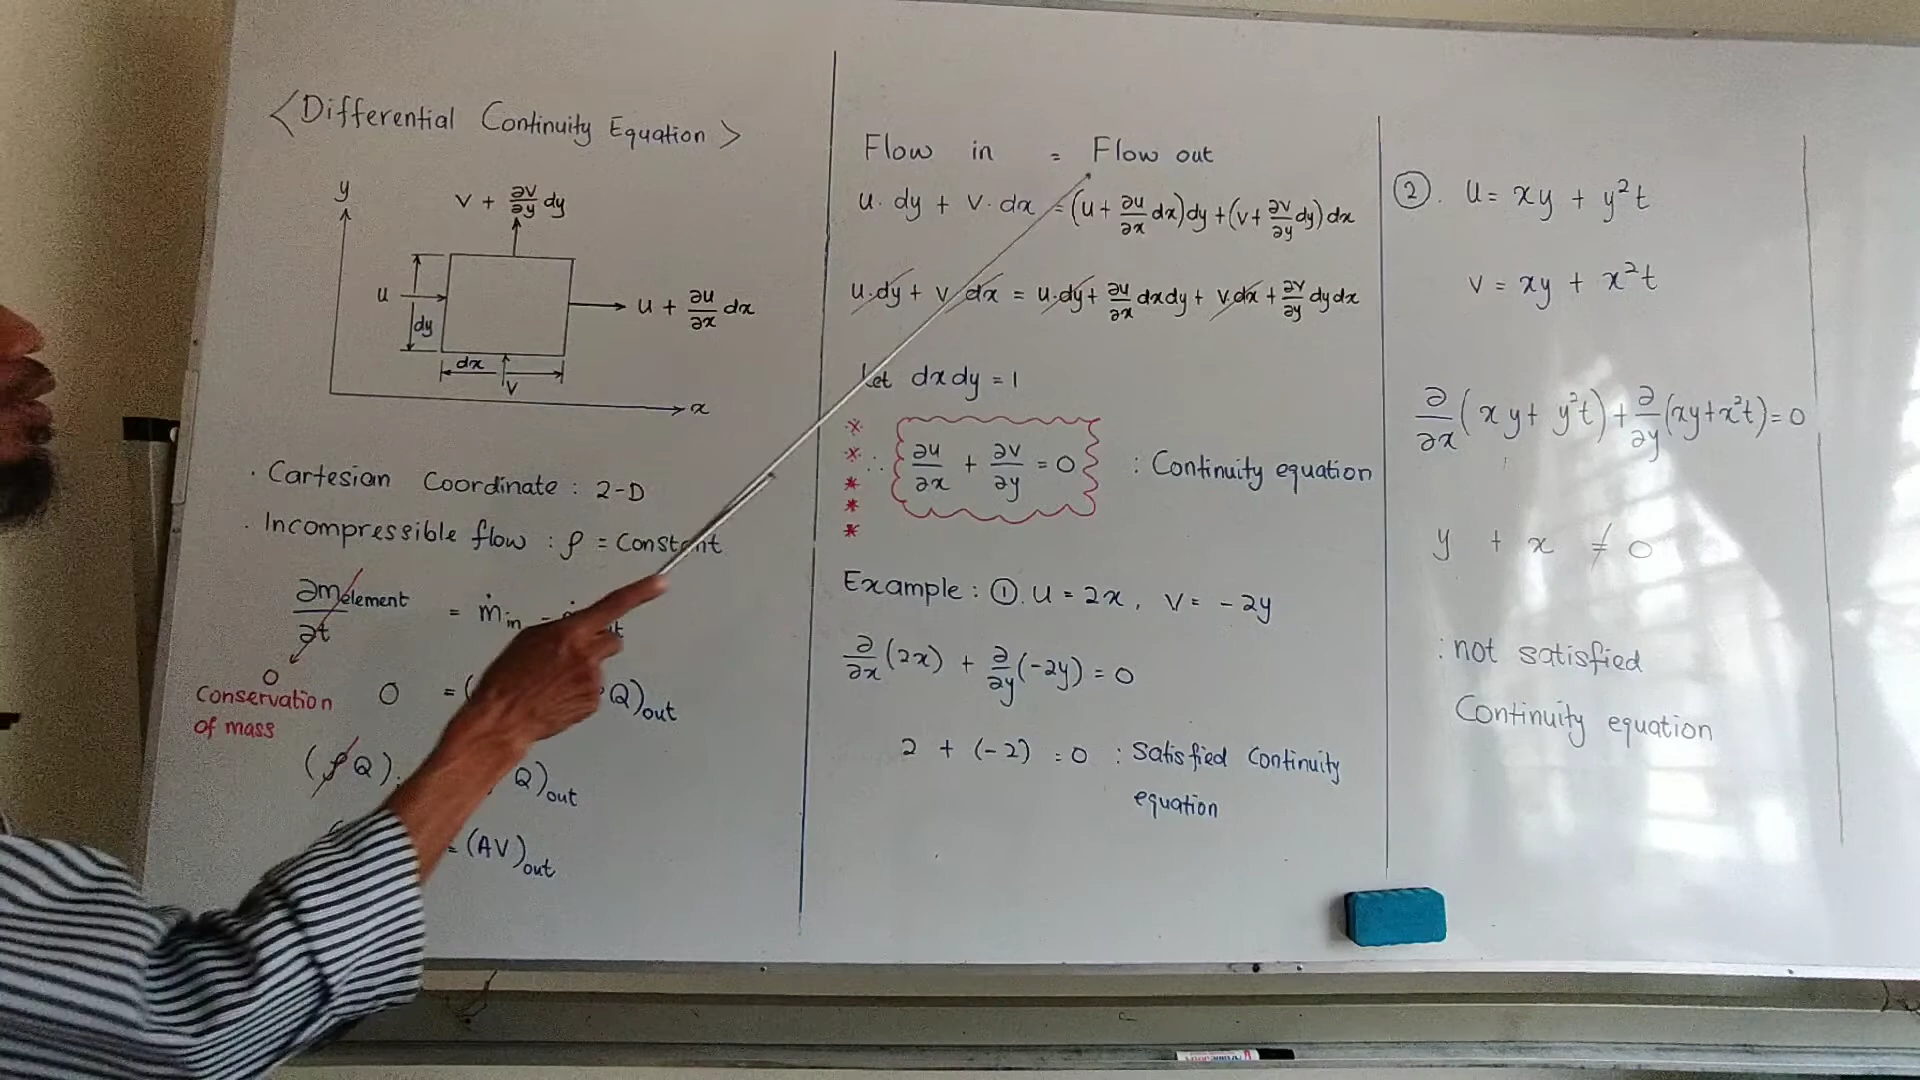 <Differential Continuity Equation>
y
v + ∂v/∂y dy
u
dy
u + ∂u/∂x dx
dx
v
x
. Cartesian Coordinate : 2-D
. Incompressible flow : ρ = Constant
∂m element/∂t = ṁin -
0
Conservation of mass
0 = ( Q)out
(ρQ) Q)out
= (AV)out
Flow in = Flow out
u. dy + v. dx = (u + ∂u/∂x dx)dy + (v + ∂v/∂y dy)dx
u.dy + v dx = u.dy + ∂u/∂x dxdy + v.dx + ∂v/∂y dydx
Let dxdy = 1
* * * * *
∴ ∂u/∂x + ∂v/∂y = 0 : Continuity equation
Example : ①. u = 2x, v = -2y
∂/∂x (2x) + ∂/∂y (-2y) = 0
2 + (-2) = 0 : Satisfied Continuity
equation
②. u = xy + y²t
v = xy + x²t
∂/∂x (xy + y²t) + ∂/∂y (xy+x²t) = 0
y + x ≠ 0
: not satisfied
Continuity equation